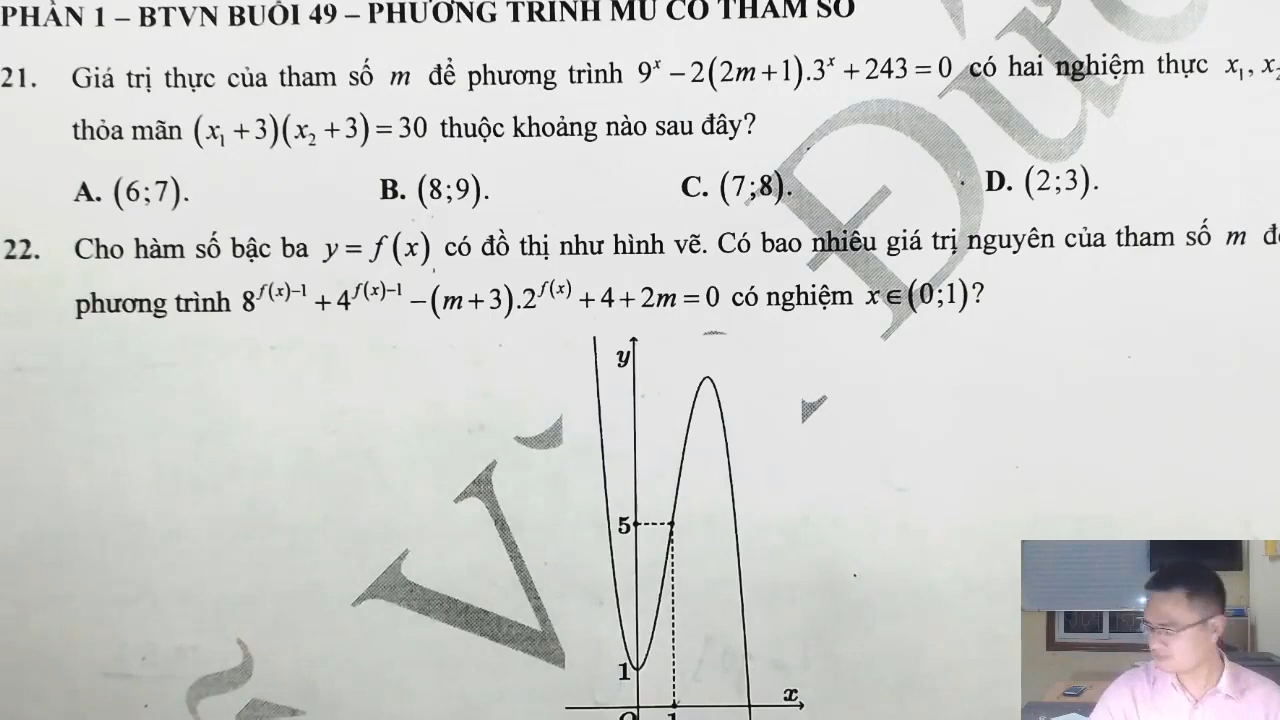 PHẦN 1 – BTVN BUỔI 49 – PHƯƠNG TRÌNH MŨ CÓ THAM SỐ
21. Giá trị thực của tham số m để phương trình 9^x − 2(2m+1).3^x + 243 = 0 có hai nghiệm thực x₁, x₂
thỏa mãn (x₁ + 3)(x₂ + 3) = 30 thuộc khoảng nào sau đây?
A. (6;7). B. (8;9). C. (7;8). D. (2;3).
22. Cho hàm số bậc ba y = f(x) có đồ thị như hình vẽ. Có bao nhiêu giá trị nguyên của tham số m
phương trình 8^{f(x)−1} + 4^{f(x)−1} − (m+3).2^{f(x)} + 4 + 2m = 0 có nghiệm x ∈ (0;1)?
y
5
1
x
O 1